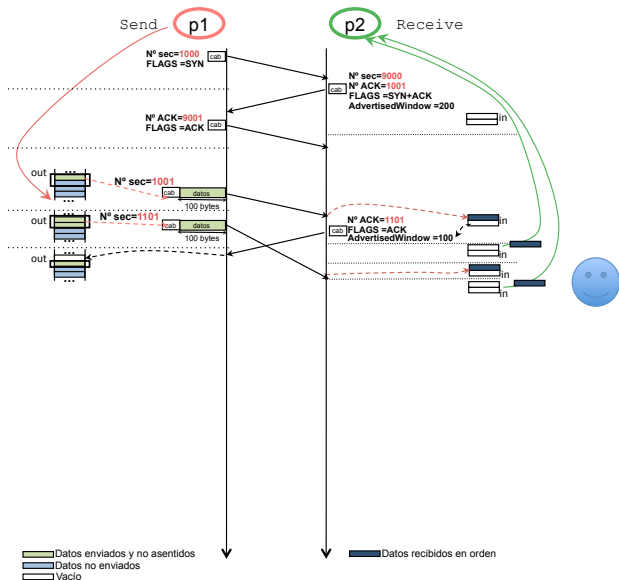 Send p1
p2 Receive
Nº sec=1000
FLAGS =SYN
cab
Nº sec=9000
Nº ACK=1001
FLAGS =SYN+ACK
AdvertisedWindow =200
cab
in
Nº ACK=9001
FLAGS =ACK
cab
...
out
Nº sec=1001
cab datos
100 bytes
...
...
out
Nº sec=1101
cab datos
100 bytes
...
Nº ACK=1101
FLAGS =ACK
AdvertisedWindow =100
cab
in
in
...
out
...
in
in
Datos enviados y no asentidos
Datos no enviados
Vacío
Datos recibidos en orden